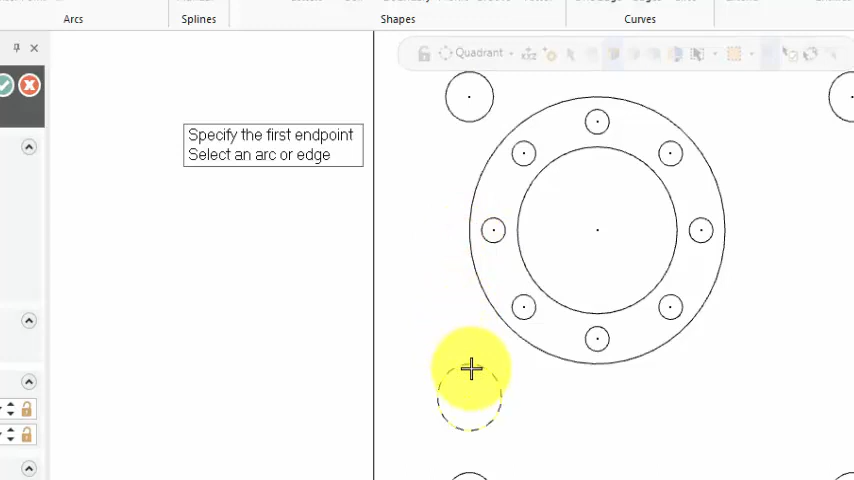 Arcs
Splines
Shapes
Curves
Quadrant
Specify the first endpoint
Select an arc or edge